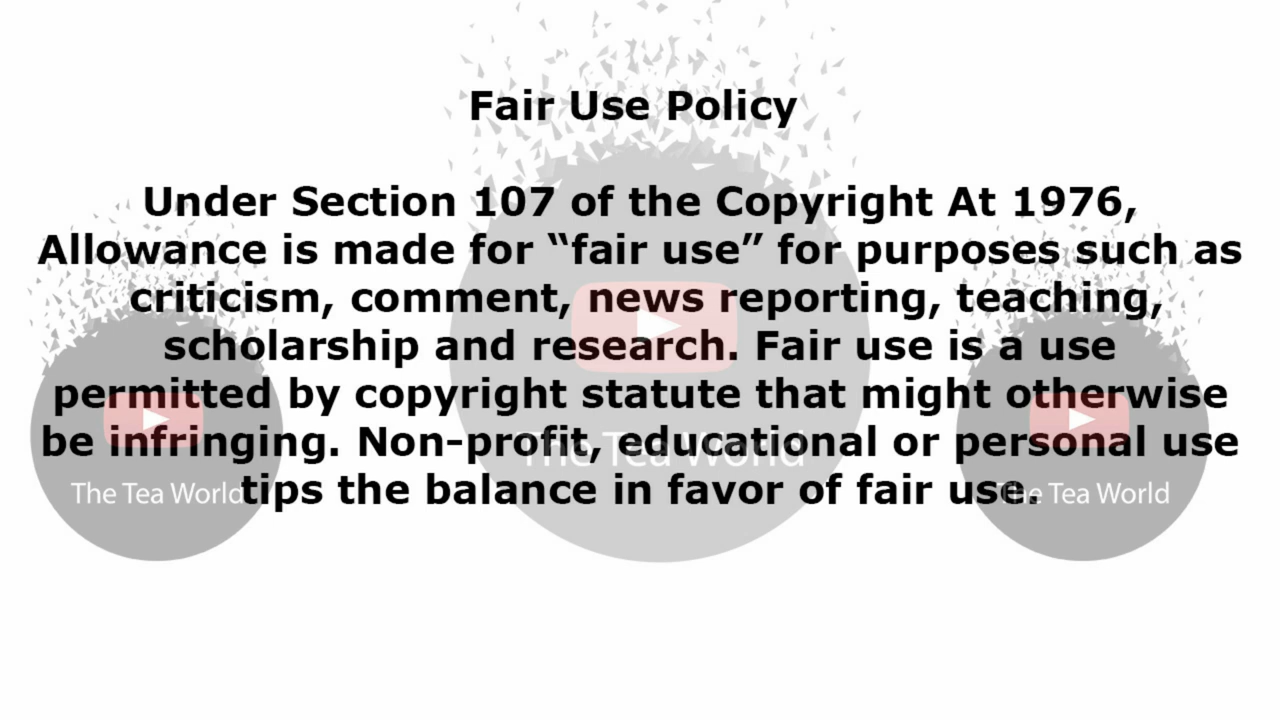 Fair Use Policy
Under Section 107 of the Copyright At 1976,
Allowance is made for “fair use” for purposes such as
criticism, comment, news reporting, teaching,
scholarship and research. Fair use is a use
permitted by copyright statute that might otherwise
be infringing. Non-profit, educational or personal use
tips the balance in favor of fair use.
The Tea World
The Tea World
The Tea World